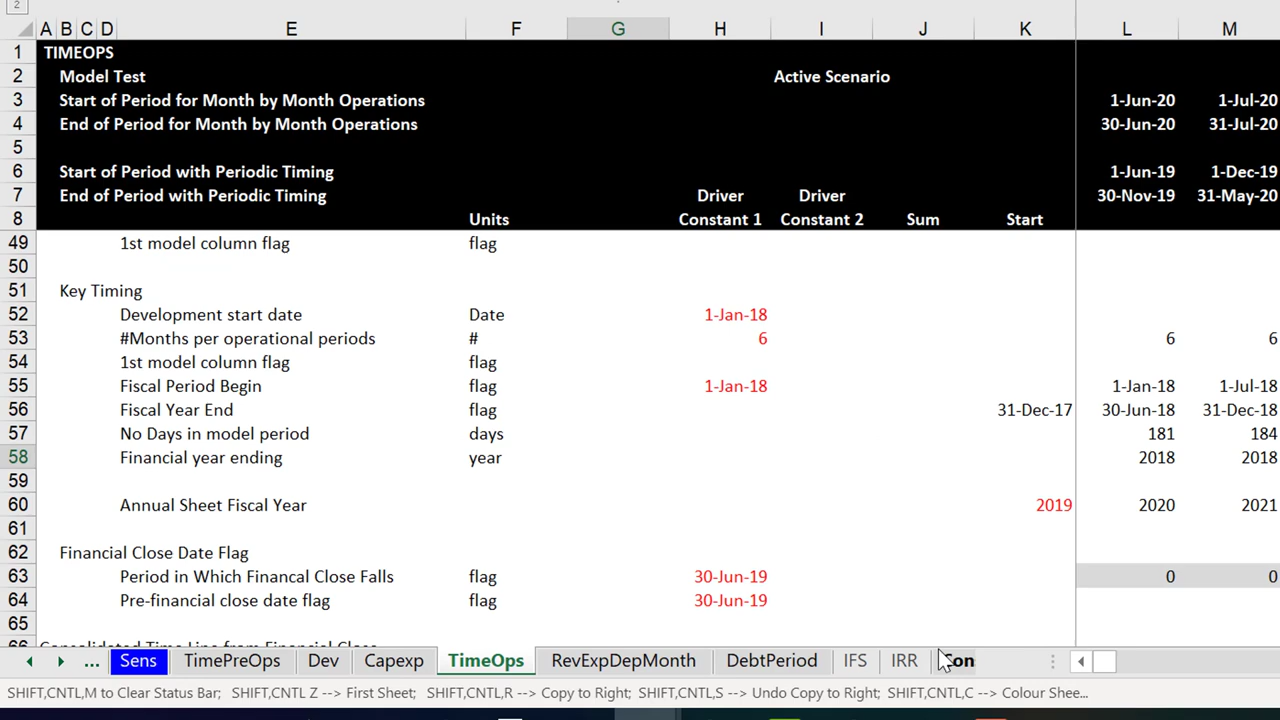 2
A B C D E F G H I J K L M
1 TIMEOPS
2 Model Test Active Scenario
3 Start of Period for Month by Month Operations 1-Jun-20 1-Jul-20
4 End of Period for Month by Month Operations 30-Jun-20 31-Jul-20
5
6 Start of Period with Periodic Timing 1-Jun-19 1-Dec-19
7 End of Period with Periodic Timing Driver Driver 30-Nov-19 31-May-20
8 Units Constant 1 Constant 2 Sum Start
49 1st model column flag flag
50
51 Key Timing
52 Development start date Date 1-Jan-18
53 #Months per operational periods # 6 6 6
54 1st model column flag flag
55 Fiscal Period Begin flag 1-Jan-18 1-Jan-18 1-Jul-18
56 Fiscal Year End flag 31-Dec-17 30-Jun-18 31-Dec-18
57 No Days in model period days 181 184
58 Financial year ending year 2018 2018
59
60 Annual Sheet Fiscal Year 2019 2020 2021
61
62 Financial Close Date Flag
63 Period in Which Financal Close Falls flag 30-Jun-19 0 0
64 Pre-financial close date flag flag 30-Jun-19
65
66 Consolidated Time Line from Financial Close
... Sens TimePreOps Dev Capexp TimeOps RevExpDepMonth DebtPeriod IFS IRR Cons
SHIFT,CNTL,M to Clear Status Bar; SHIFT,CNTL Z --> First Sheet; SHIFT,CNTL,R --> Copy to Right; SHIFT,CNTL,S --> Undo Copy to Right; SHIFT,CNTL,C --> Colour Shee...